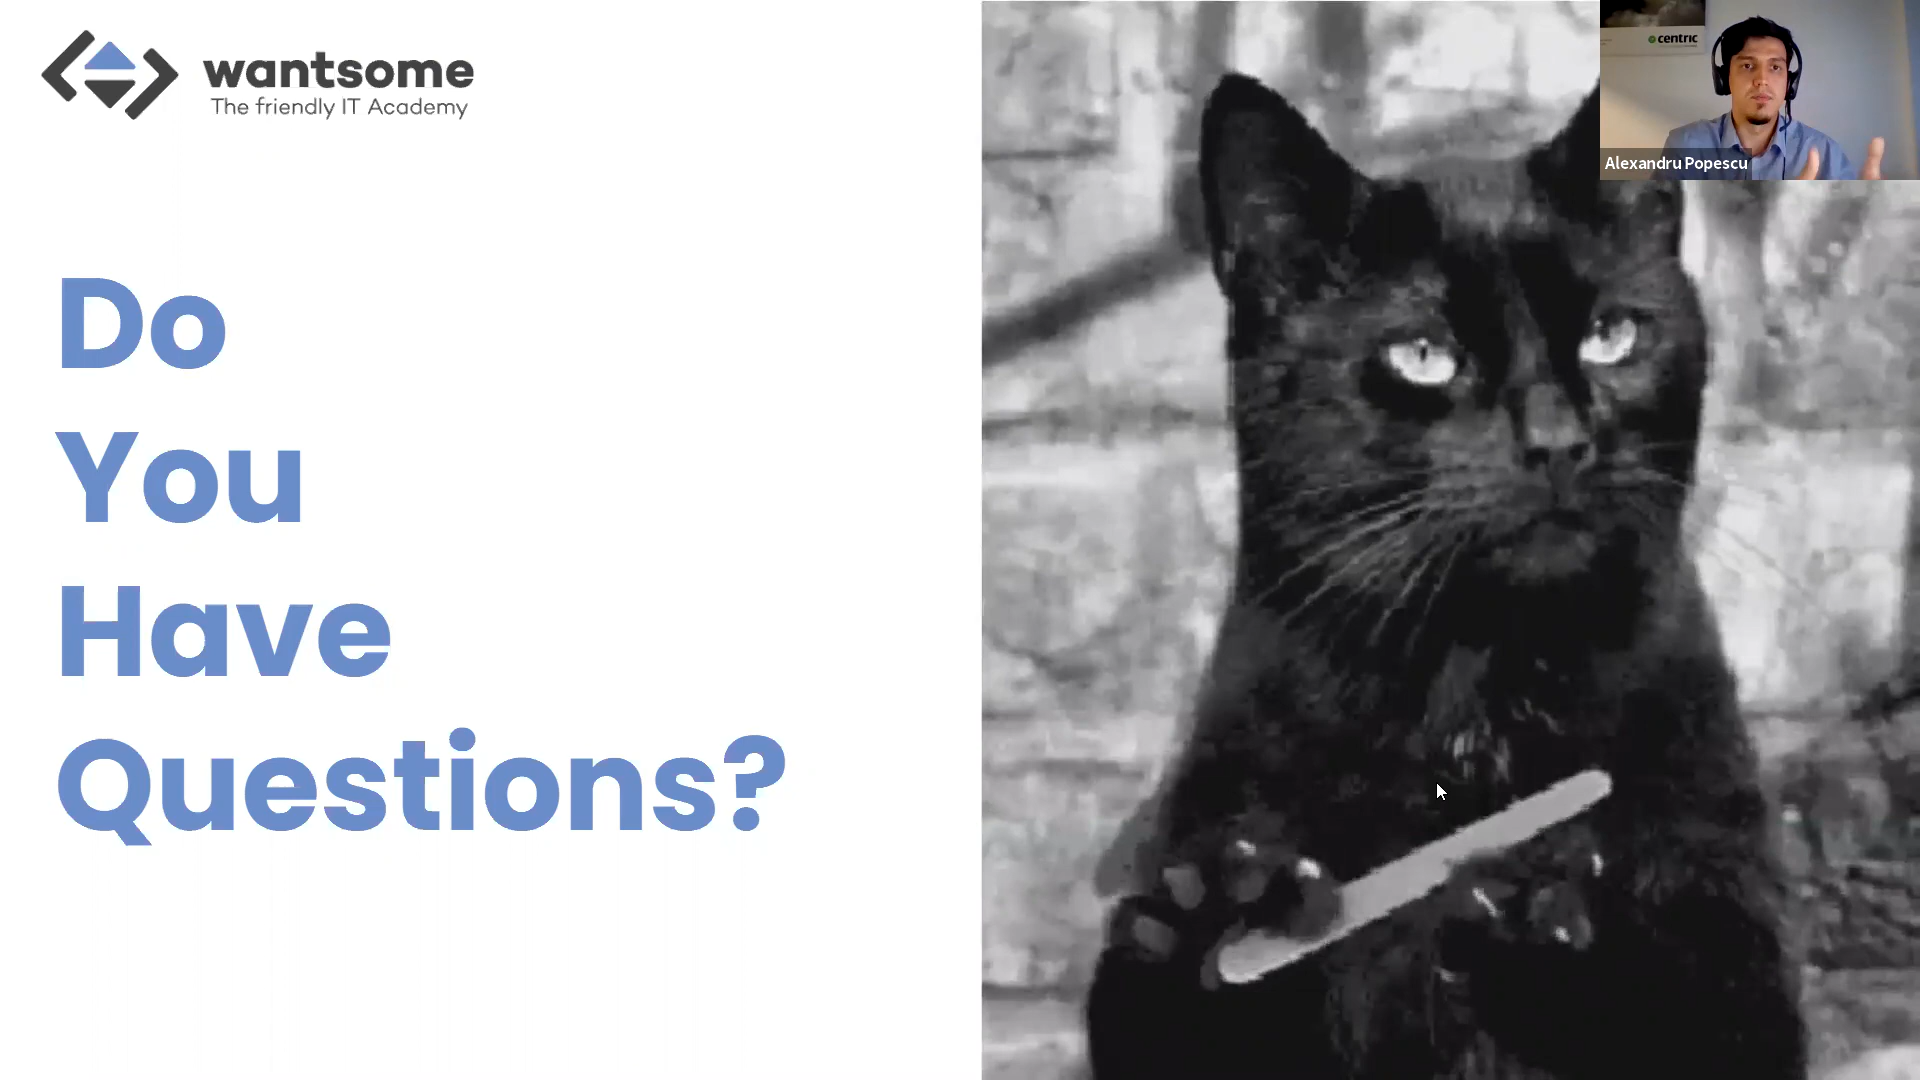 wantsome
The friendly IT Academy
centric
Alexandru Popescu
Do
You
Have
Questions?